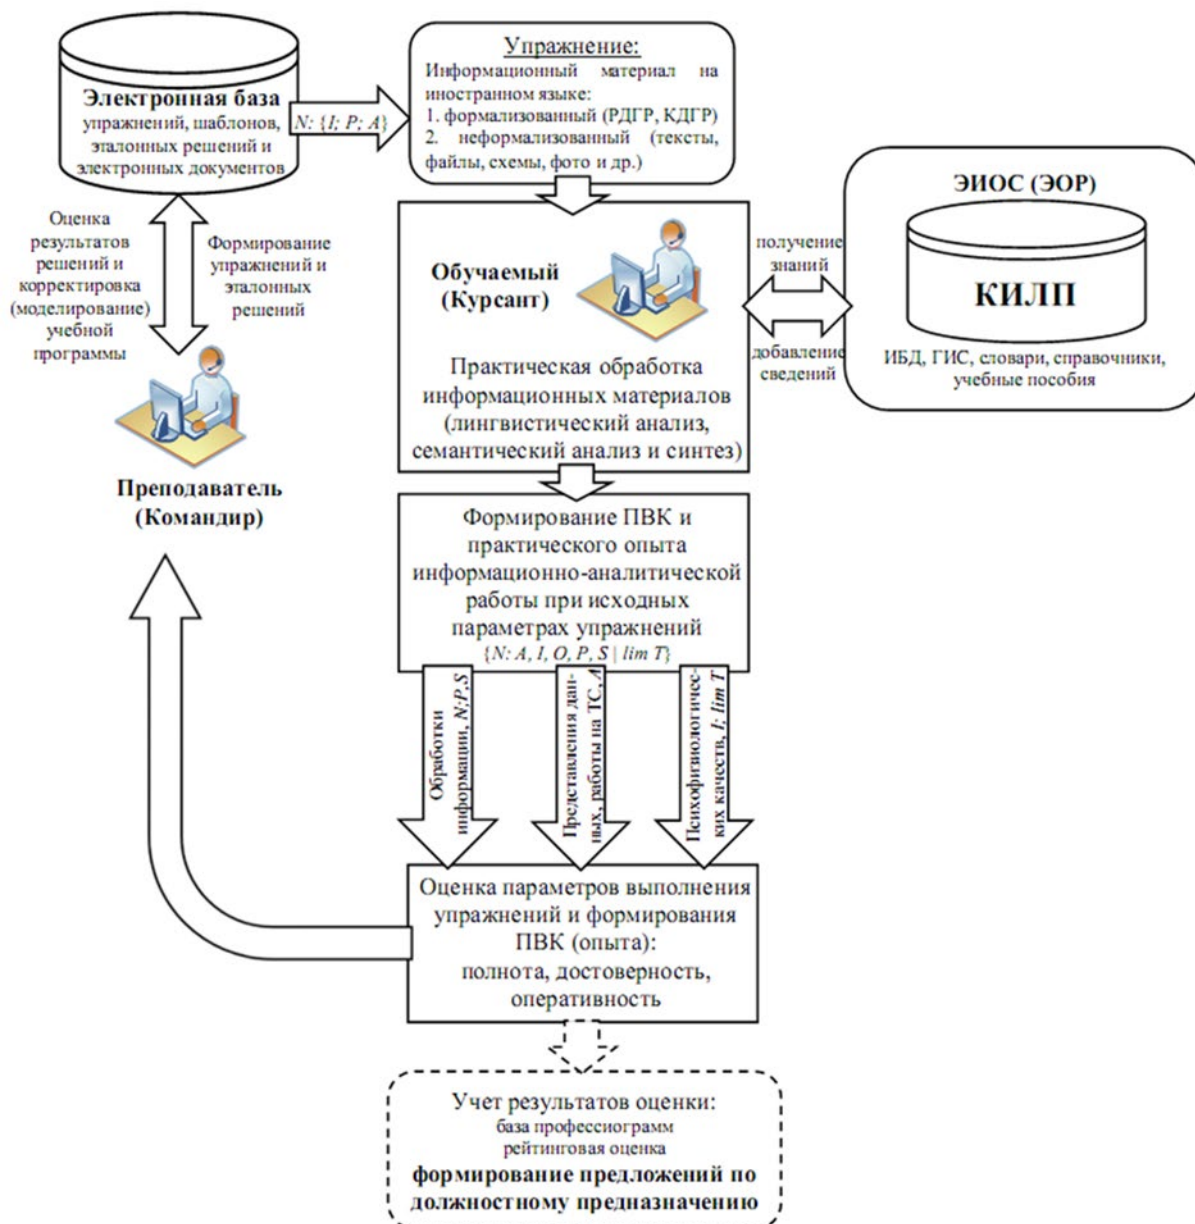 Электронная база
упражнений, шаблонов,
эталонных решений и
электронных документов
N: {I; P; A}
Упражнение:
Информационный материал на
иностранном языке:
1. формализованный (РДГР, КДГР)
2. неформализованный (тексты,
файлы, схемы, фото и др.)
Оценка
результатов
решений и
корректировка
(моделирование)
учебной
программы
Формирование
упражнений и
эталонных
решений
Преподаватель
(Командир)
Обучаемый
(Курсант)
Практическая обработка
информационных материалов
(лингвистический анализ,
семантический анализ и синтез)
получение
знаний
добавление
сведений
ЭИОС (ЭОР)
КИЛП
ИБД, ГИС, словари, справочники,
учебные пособия
Формирование ПВК и
практического опыта
информационно-аналитической
работы при исходных
параметрах упражнений
{N: A, I, O, P, S | lim T}
Обработки
информации, N;P,S
Представления дан-
ных, работы на ТС, A
Психофизиологичес-
ких качеств, I; lim T
Оценка параметров выполнения
упражнений и формирования
ПВК (опыта):
полнота, достоверность,
оперативность
Учет результатов оценки:
база профессиограмм
рейтинговая оценка
формирование предложений по
должностному предназначению